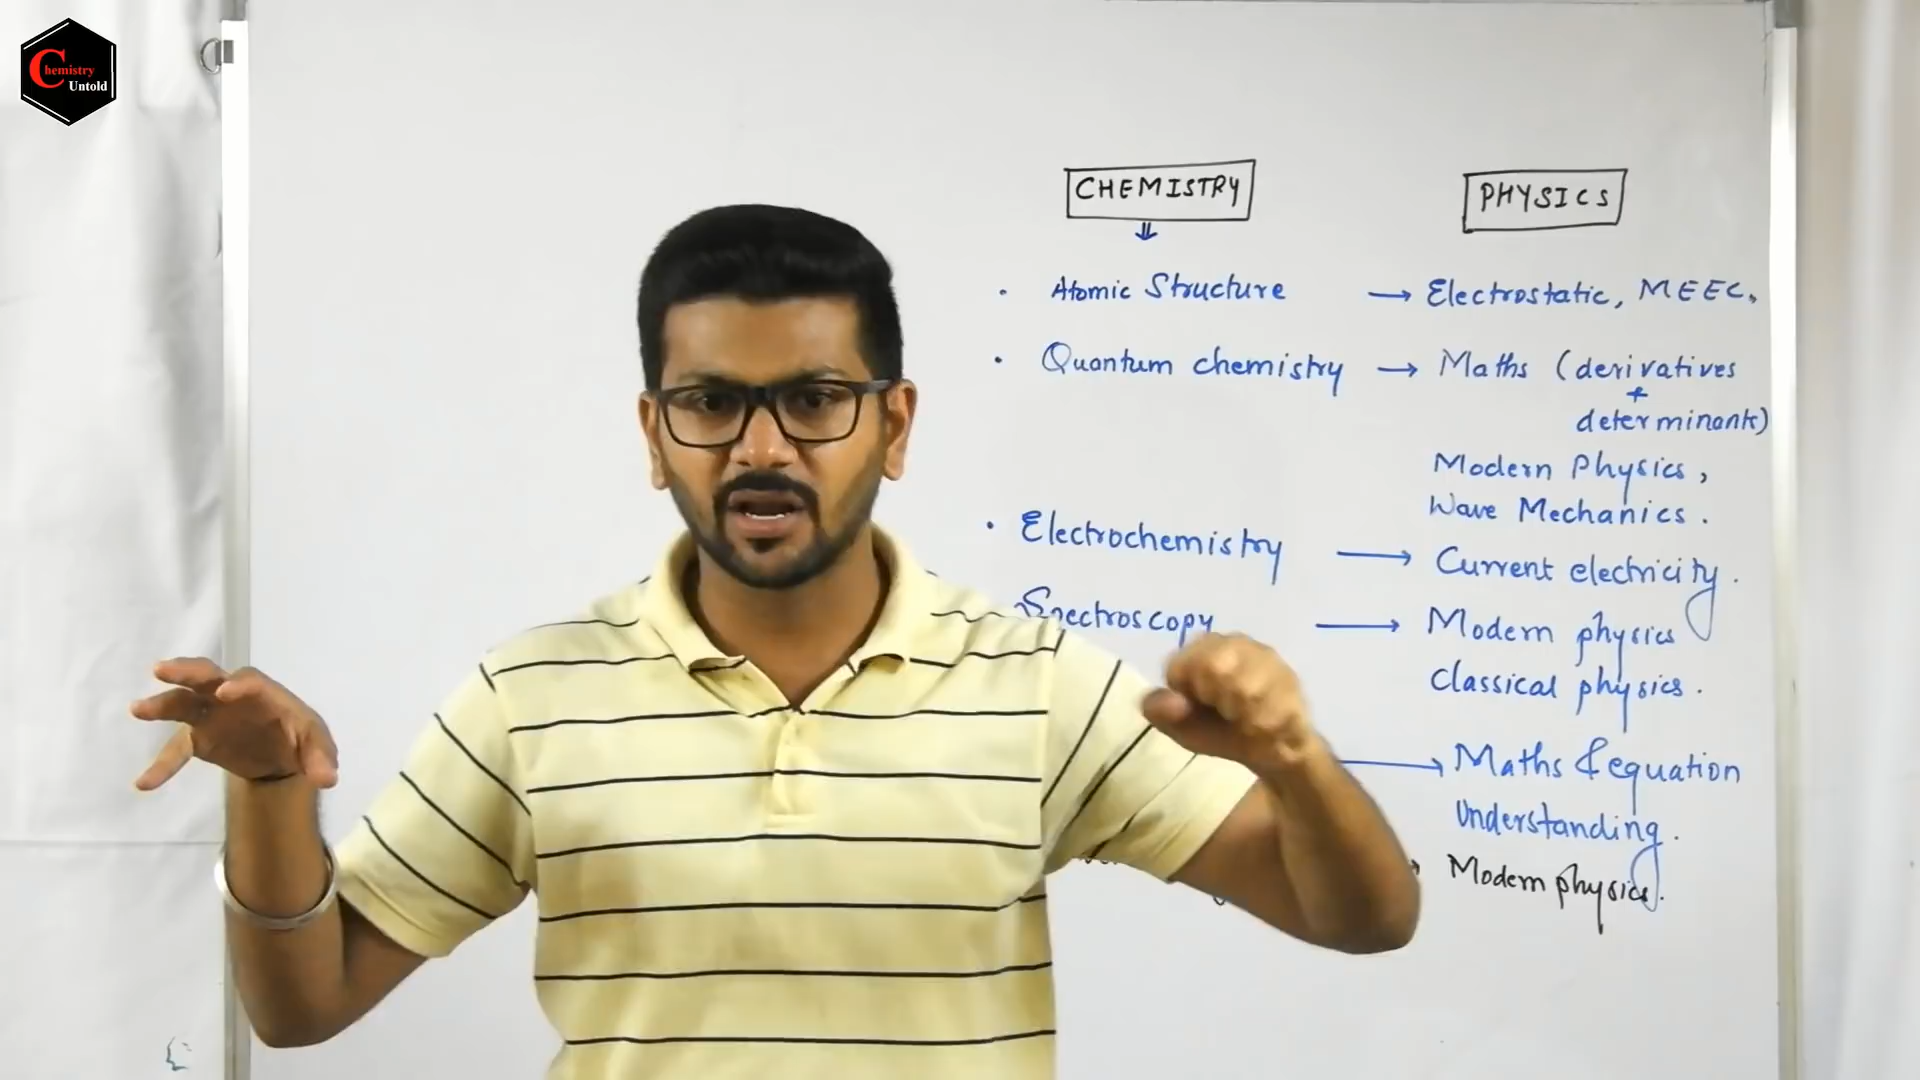 Chemistry
Untold
CHEMISTRY
PHYSICS
Atomic Structure → Electrostatic, MEEC.
Quantum chemistry → Maths (derivatives
+
determinants)
Modern Physics,
Wave Mechanics.
Electrochemistry → Current electricity.
Spectroscopy → Modern physics
Classical physics.
→ Maths & equation
Understanding.
Modern physics.